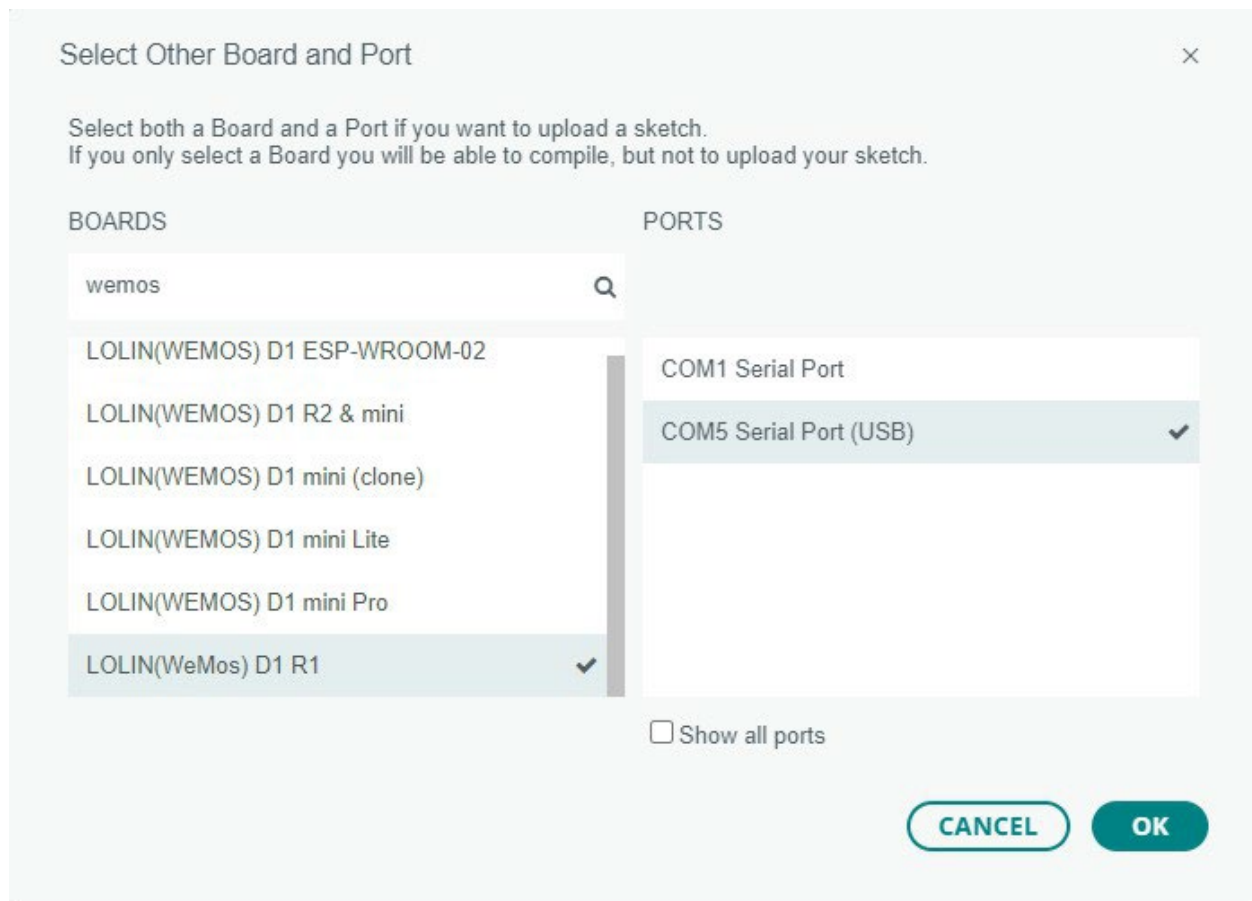 Select Other Board and Port
Select both a Board and a Port if you want to upload a sketch.
If you only select a Board you will be able to compile, but not to upload your sketch.
BOARDS
wemos
LOLIN(WEMOS) D1 ESP-WROOM-02
LOLIN(WEMOS) D1 R2 & mini
LOLIN(WEMOS) D1 mini (clone)
LOLIN(WEMOS) D1 mini Lite
LOLIN(WEMOS) D1 mini Pro
LOLIN(WeMos) D1 R1
PORTS
COM1 Serial Port
COM5 Serial Port (USB)
Show all ports
CANCEL
OK